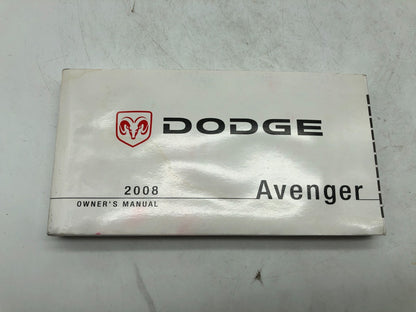 DODGE
2008
Avenger
OWNER'S MANUAL